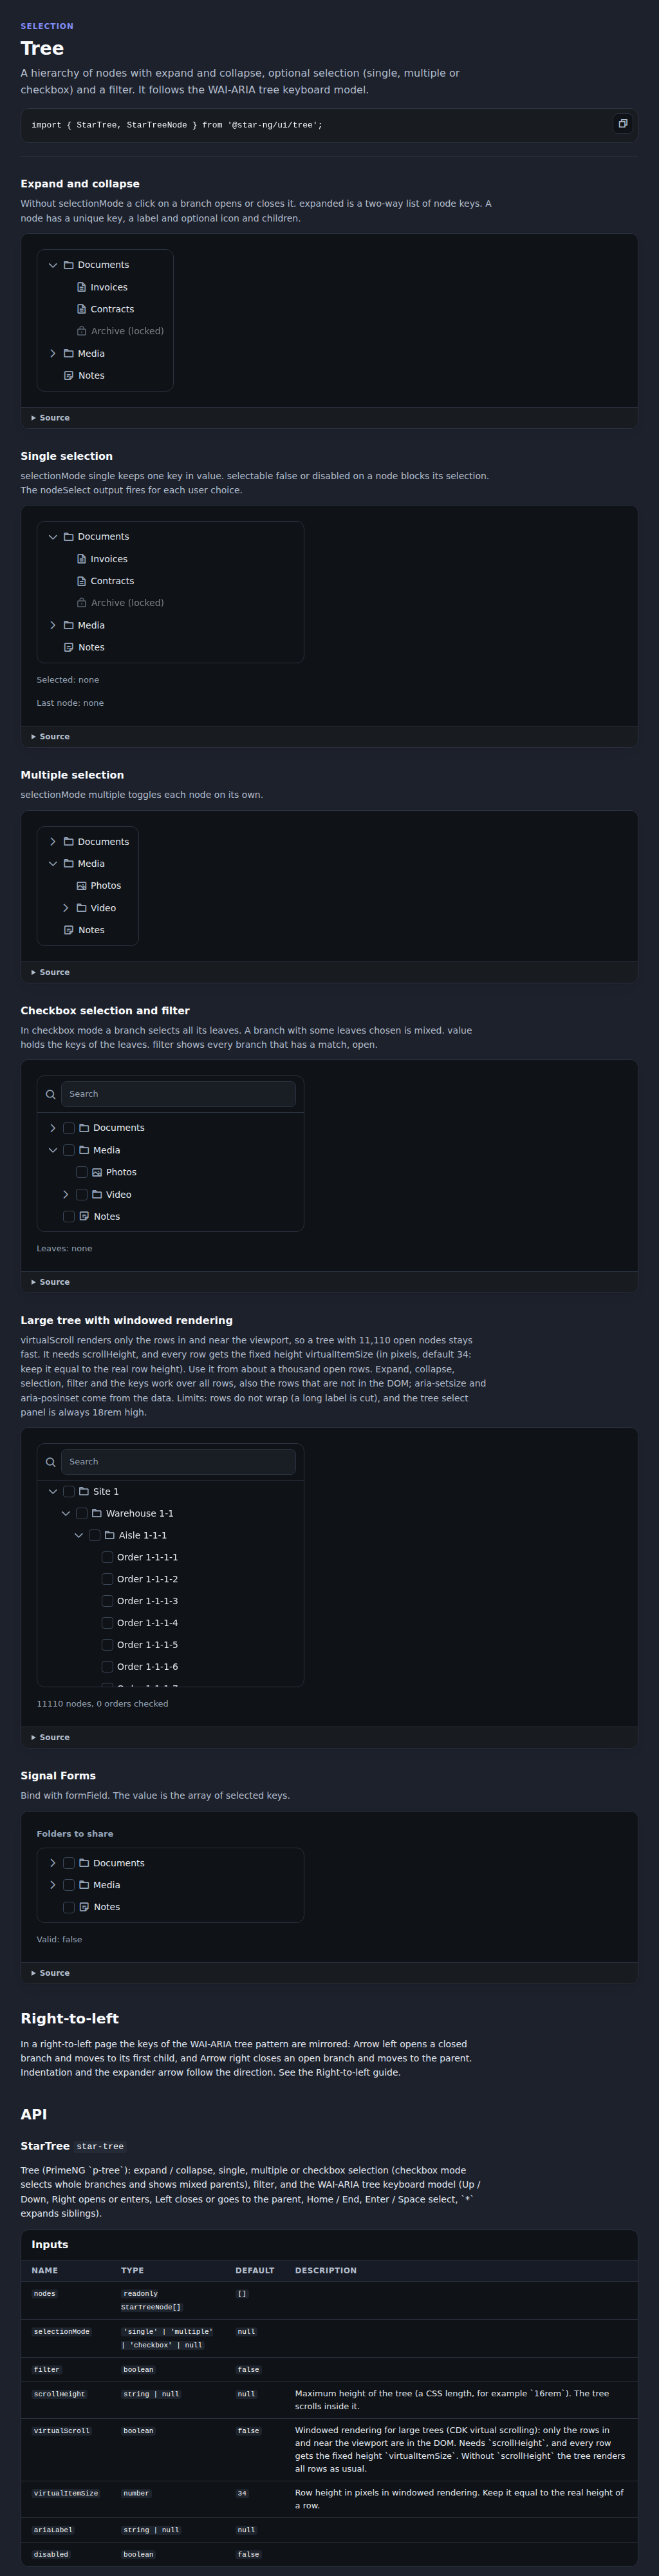 SELECTION
Tree
A hierarchy of nodes with expand and collapse, optional selection (single, multiple or
checkbox) and a filter. It follows the WAI-ARIA tree keyboard model.
import { StarTree, StarTreeNode } from '@star-ng/ui/tree';
Expand and collapse
Without selectionMode a click on a branch opens or closes it. expanded is a two-way list of node keys. A
node has a unique key, a label and optional icon and children.
Documents
Invoices
Contracts
Archive (locked)
Media
Notes
Source
Single selection
selectionMode single keeps one key in value. selectable false or disabled on a node blocks its selection.
The nodeSelect output fires for each user choice.
Documents
Invoices
Contracts
Archive (locked)
Media
Notes
Selected: none
Last node: none
Source
Multiple selection
selectionMode multiple toggles each node on its own.
Documents
Media
Photos
Video
Notes
Source
Checkbox selection and filter
In checkbox mode a branch selects all its leaves. A branch with some leaves chosen is mixed. value
holds the keys of the leaves. filter shows every branch that has a match, open.
Search
Documents
Media
Photos
Video
Notes
Leaves: none
Source
Large tree with windowed rendering
virtualScroll renders only the rows in and near the viewport, so a tree with 11,110 open nodes stays
fast. It needs scrollHeight, and every row gets the fixed height virtualItemSize (in pixels, default 34:
keep it equal to the real row height). Use it from about a thousand open rows. Expand, collapse,
selection, filter and the keys work over all rows, also the rows that are not in the DOM; aria-setsize and
aria-posinset come from the data. Limits: rows do not wrap (a long label is cut), and the tree select
panel is always 18rem high.
Search
Site 1
Warehouse 1-1
Aisle 1-1-1
Order 1-1-1-1
Order 1-1-1-2
Order 1-1-1-3
Order 1-1-1-4
Order 1-1-1-5
Order 1-1-1-6
11110 nodes, 0 orders checked
Source
Signal Forms
Bind with formField. The value is the array of selected keys.
Folders to share
Documents
Media
Notes
Valid: false
Source
Right-to-left
In a right-to-left page the keys of the WAI-ARIA tree pattern are mirrored: Arrow left opens a closed
branch and moves to its first child, and Arrow right closes an open branch and moves to the parent.
Indentation and the expander arrow follow the direction. See the Right-to-left guide.
API
StarTree star-tree
Tree (PrimeNG `p-tree`): expand / collapse, single, multiple or checkbox selection (checkbox mode
selects whole branches and shows mixed parents), filter, and the WAI-ARIA tree keyboard model (Up /
Down, Right opens or enters, Left closes or goes to the parent, Home / End, Enter / Space select, `*`
expands siblings).
Inputs
NAME TYPE DEFAULT DESCRIPTION
nodes readonly StarTreeNode[] []
selectionMode 'single' | 'multiple' | 'checkbox' | null null
filter boolean false
scrollHeight string | null null Maximum height of the tree (a CSS length, for example `16rem`). The tree
scrolls inside it.
virtualScroll boolean false Windowed rendering for large trees (CDK virtual scrolling): only the rows in
and near the viewport are in the DOM. Needs `scrollHeight`, and every row
gets the fixed height `virtualItemSize`. Without `scrollHeight` the tree renders
all rows as usual.
virtualItemSize number 34 Row height in pixels in windowed rendering. Keep it equal to the real height of
a row.
ariaLabel string | null null
disabled boolean false